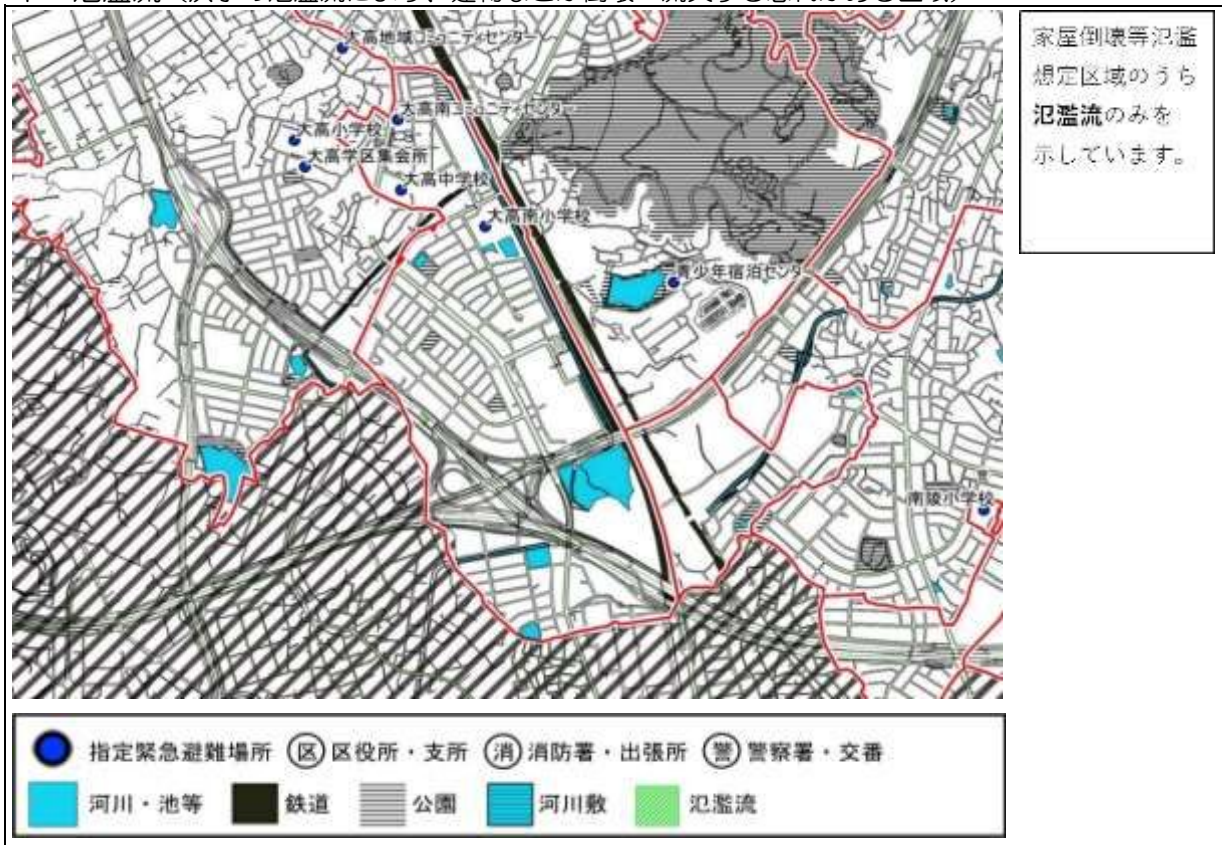 家屋倒壊等氾濫
想定区域のうち
氾濫流のみを
示しています。
大高地域コミュニティセンター
大高南コミュニティセンター
大高小学校
大高学区集会所
大高中学校
大高南小学校
青少年宿泊センター
南陵小学校
指定緊急避難場所 区 区役所・支所 消 消防署・出張所 警 警察署・交番
河川・池等 鉄道 公園 河川敷 氾濫流